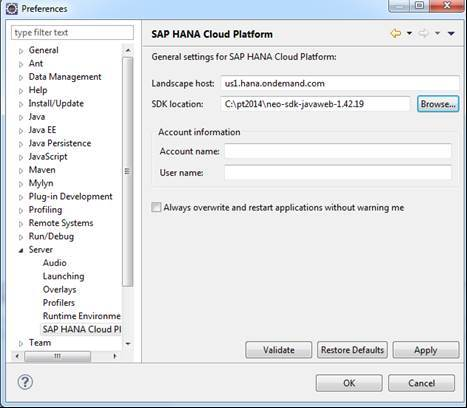 Preferences
type filter text
General
Ant
Data Management
Help
Install/Update
Java
Java EE
Java Persistence
JavaScript
Maven
Mylyn
Plug-in Development
Profiling
Remote Systems
Run/Debug
Server
Audio
Launching
Overlays
Profilers
Runtime Environme
SAP HANA Cloud Pl
Team
SAP HANA Cloud Platform
General settings for SAP HANA Cloud Platform:
Landscape host: us1.hana.ondemand.com
SDK location: C:\pt2014\neo-sdk-javaweb-1.42.19 Browse...
Account information
Account name:
User name:
Always overwrite and restart applications without warning me
Validate Restore Defaults Apply
? OK Cancel